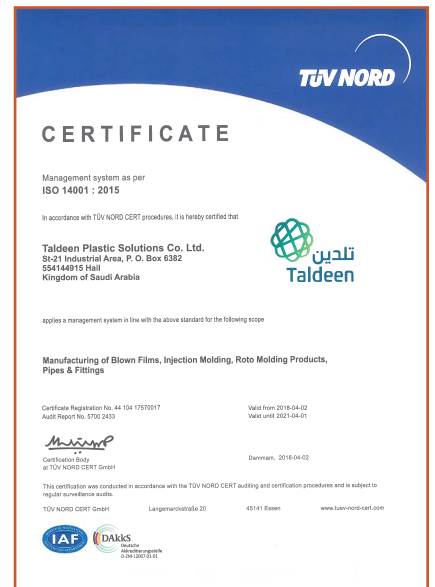 TÜV NORD
CERTIFICATE
Management system as per
ISO 14001 : 2015
In accordance with TÜV NORD CERT procedures, it is hereby certified that
Taldeen Plastic Solutions Co. Ltd.
St-21 Industrial Area, P. O. Box 6382
554144915 Hail
Kingdom of Saudi Arabia
تلدين
Taldeen
applies a management system in line with the above standard for the following scope
Manufacturing of Blown Films, Injection Molding, Roto Molding Products,
Pipes & Fittings
Certificate Registration No. 44 104 17570017
Audit Report No. 5700 2433
Valid from 2018-04-02
Valid until 2021-04-01
Certification Body
at TÜV NORD CERT GmbH
Dammam, 2018-04-02
This certification was conducted in accordance with the TÜV NORD CERT auditing and certification procedures and is subject to
regular surveillance audits.
TÜV NORD CERT GmbH Langemarckstraße 20 45141 Essen www.tuev-nord-cert.com
IAF
DAkkS
Deutsche
Akkreditierungsstelle
D-ZM-12007-01-01